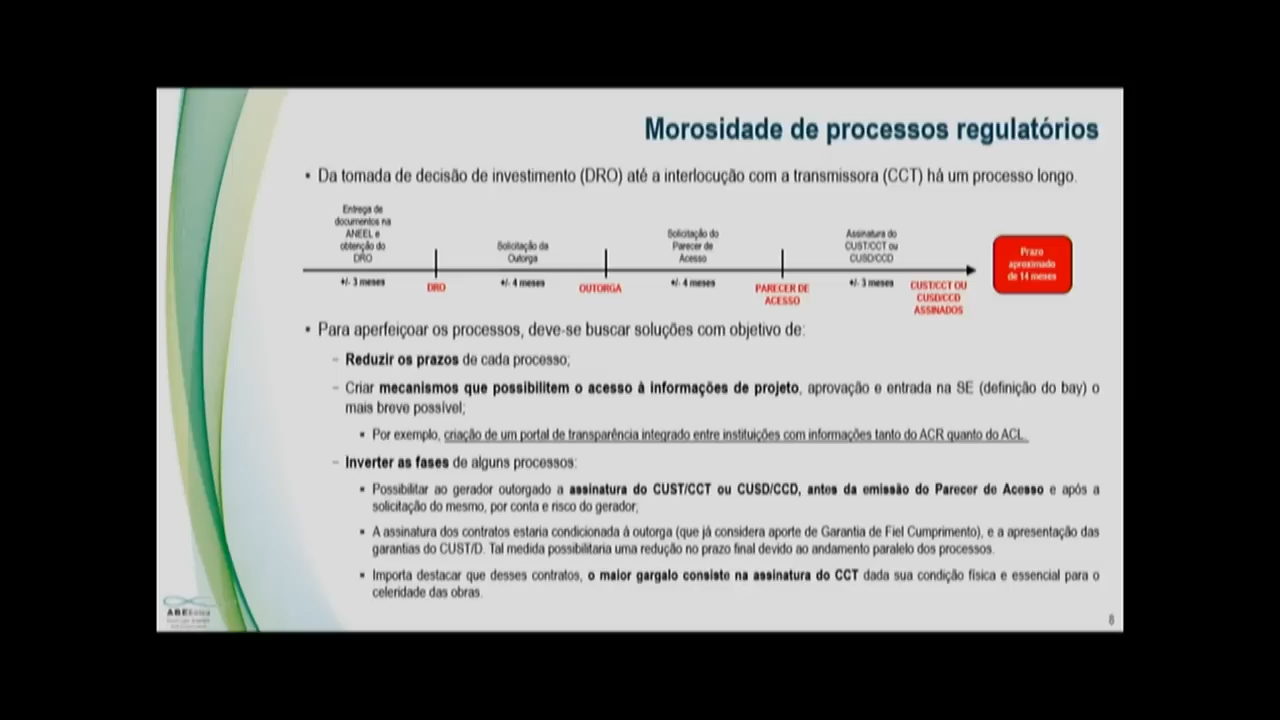 Morosidade de processos regulatórios
▪ Da tomada de decisão de investimento (DRO) até a interlocução com a transmissora (CCT) há um processo longo.
Entrega de
documentos na
ANEEL e
obtenção do
DRO
Solicitação da
Outorga
Solicitação do
Parecer de
Acesso
Assinatura do
CUST/CCT ou
CUSD/CCD
Prazo
aproximado
de 14 meses
+/- 3 meses
DRO
+/- 4 meses
OUTORGA
+/- 4 meses
PARECER DE
ACESSO
+/- 3 meses
CUST/CCT OU
CUSD/CCD
ASSINADOS
▪ Para aperfeiçoar os processos, deve-se buscar soluções com objetivo de:
– Reduzir os prazos de cada processo;
– Criar mecanismos que possibilitem o acesso à informações de projeto, aprovação e entrada na SE (definição do bay) o
mais breve possível;
▪ Por exemplo, criação de um portal de transparência integrado entre instituições com informações tanto do ACR quanto do ACL.
– Inverter as fases de alguns processos:
▪ Possibilitar ao gerador outorgado a assinatura do CUST/CCT ou CUSD/CCD, antes da emissão do Parecer de Acesso e após a
solicitação do mesmo, por conta e risco do gerador;
▪ A assinatura dos contratos estaria condicionada à outorga (que já considera aporte de Garantia de Fiel Cumprimento), e a apresentação das
garantias do CUST/D. Tal medida possibilitaria uma redução no prazo final devido ao andamento paralelo dos processos.
▪ Importa destacar que desses contratos, o maior gargalo consiste na assinatura do CCT dada sua condição física e essencial para o
celeridade das obras.
ABEEólica
8